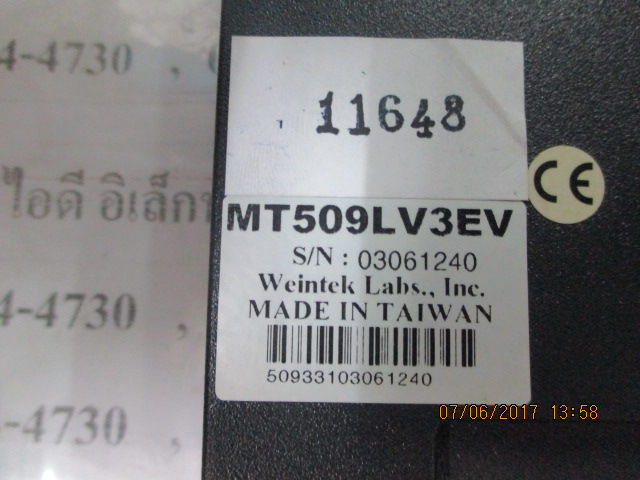 4-4730 ,
11648
CE
ไอดี อิเล็ก
MT509LV3EV
S/N : 03061240
Weintek Labs., Inc.
MADE IN TAIWAN
50933103061240
4-4730 ,
-4730 ,
07/06/2017 13:58